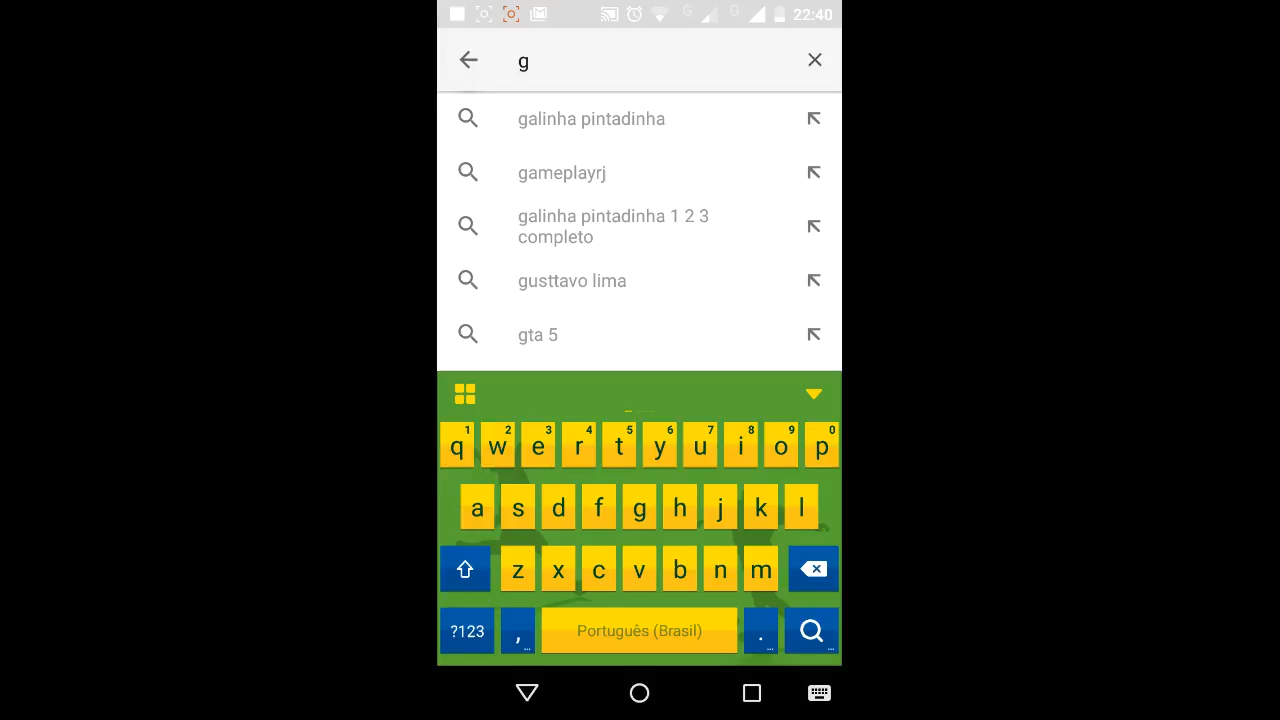 22:40
g
galinha pintadinha
gameplayrj
galinha pintadinha 1 2 3
completo
gusttavo lima
gta 5
1 2 3 4 5 6 7 8 9 0
q w e r t y u i o p
a s d f g h j k l
z x c v b n m
?123 , Português (Brasil) .